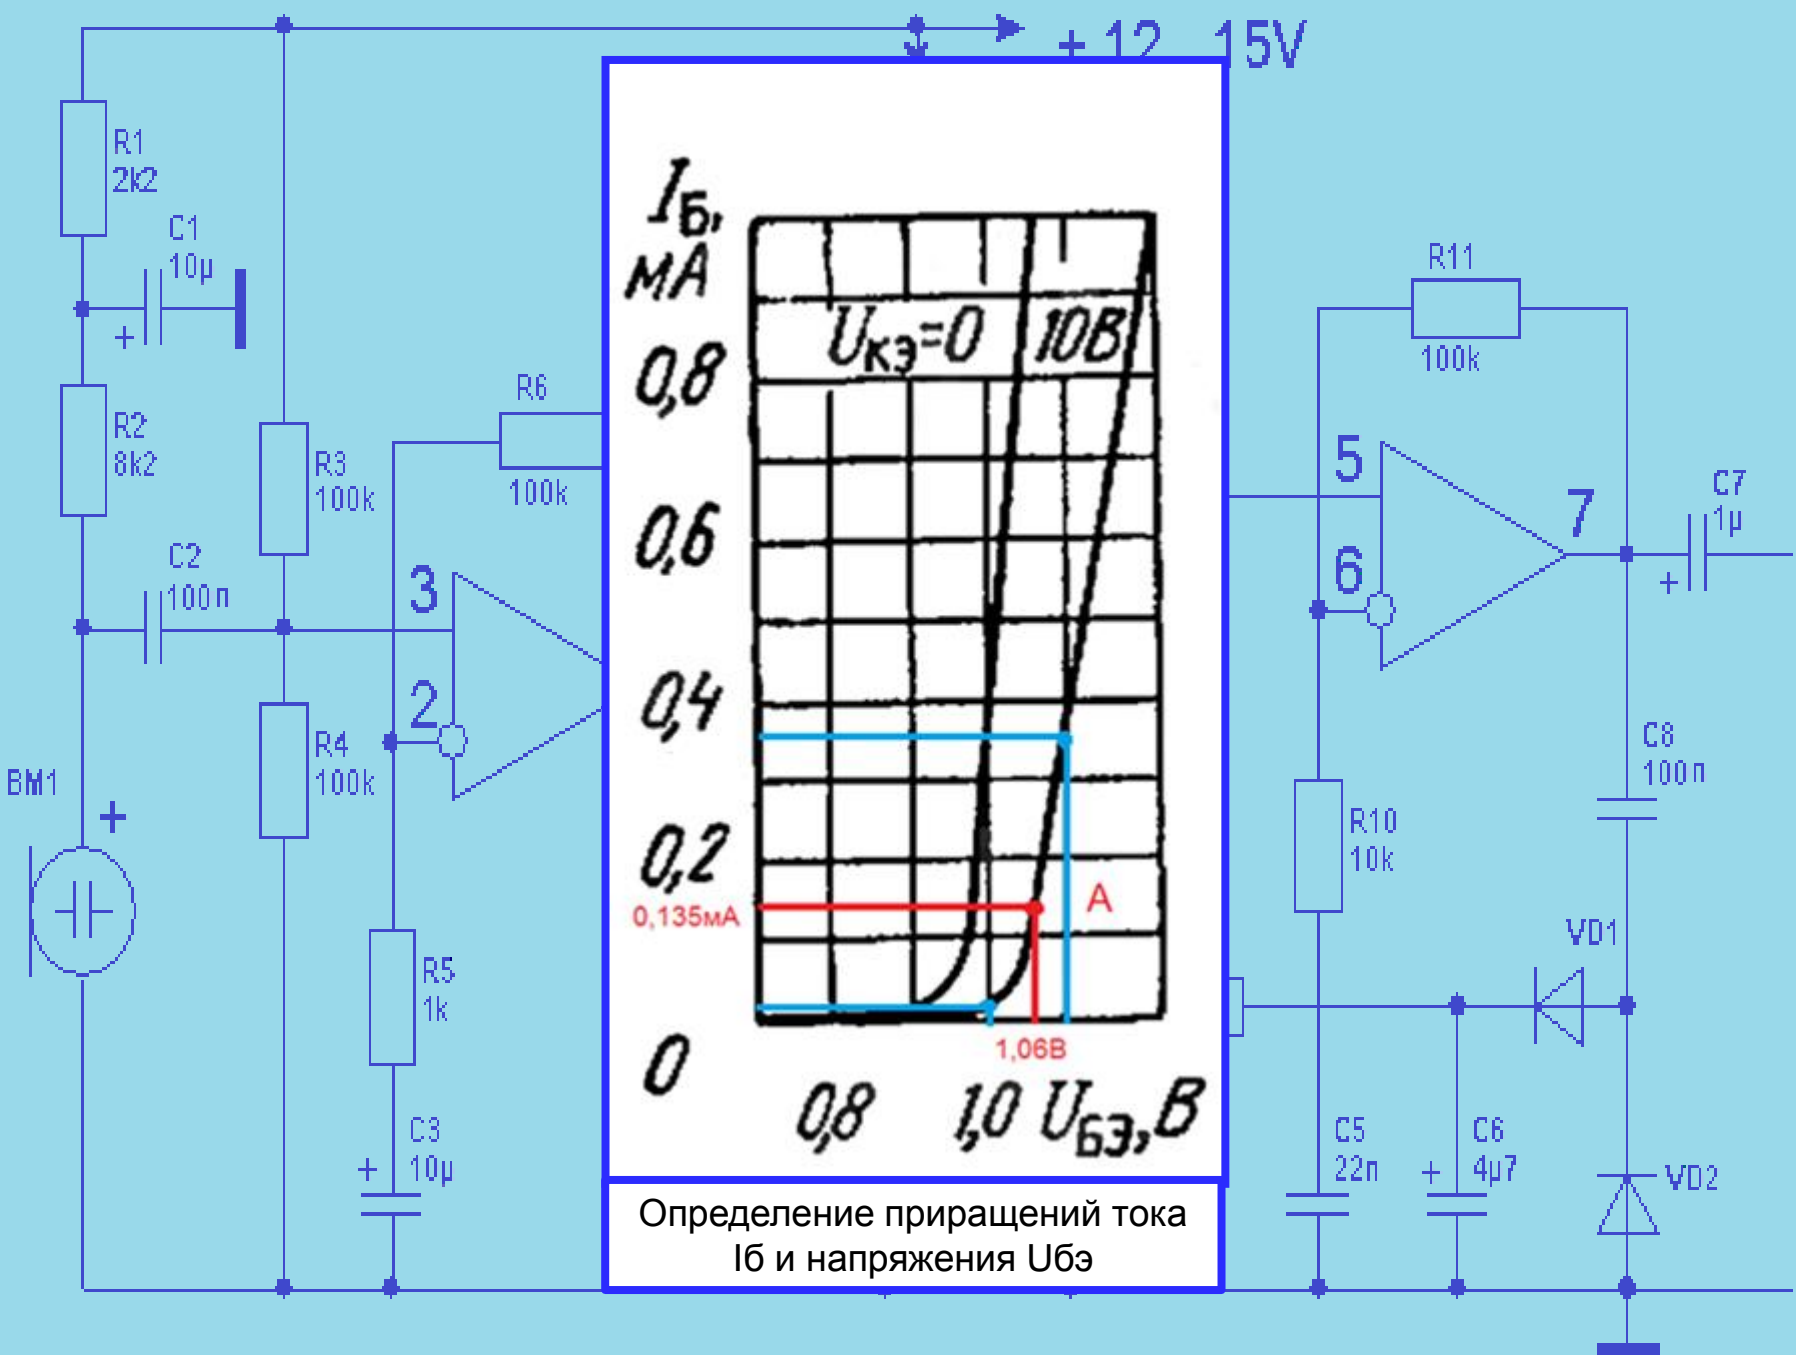 + 12 15V
R1
2k2
C1
10µ
+
R2
8k2
R3
100k
R6
100k
C2
100п
3
2
R4
100k
BM1
+
R5
1k
C3
+ 10µ
Iб,
мА
Uкэ=0 10В
0,8
0,6
0,4
0,2
0,135мА
А
0
1,06В
0,8 1,0 Uбэ,В
Определение приращений тока
Iб и напряжения Uбэ
R11
100k
5
6
7
C7
1µ
+
C8
100п
R10
10k
VD1
C5
22п
C6
+ 4µ7
VD2